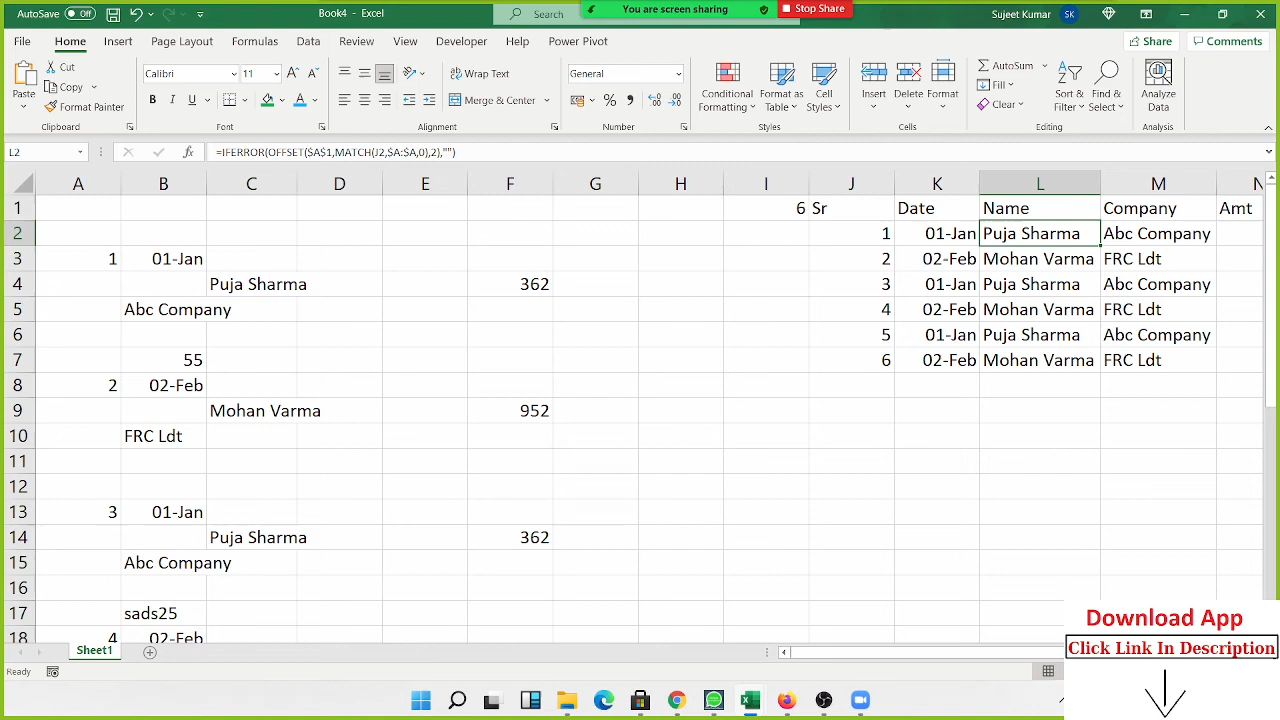 AutoSave Off Book4 - Excel Search You are screen sharing Stop Share Sujeet Kumar SK
File Home Insert Page Layout Formulas Data Review View Developer Help Power Pivot Share Comments
Paste Cut Copy Format Painter Clipboard
Calibri 11 B I U A Font
Wrap Text Merge & Center Alignment
General % Number
Conditional Formatting Format as Table Cell Styles Styles
Insert Delete Format Cells
AutoSum Fill Clear Sort & Filter Find & Select Editing
Analyze Data Analysis
L2 fx =IFERROR(OFFSET($A$1,MATCH(J2,$A:$A,0),2),"")
A B C D E F G H I J K L M N
1 6 Sr Date Name Company Amt
2 1 01-Jan Puja Sharma Abc Company
3 1 01-Jan 2 02-Feb Mohan Varma FRC Ldt
4 Puja Sharma 362 3 01-Jan Puja Sharma Abc Company
5 Abc Company 4 02-Feb Mohan Varma FRC Ldt
6 5 01-Jan Puja Sharma Abc Company
7 55 6 02-Feb Mohan Varma FRC Ldt
8 2 02-Feb
9 Mohan Varma 952
10 FRC Ldt
11
12
13 3 01-Jan
14 Puja Sharma 362
15 Abc Company
16
17 sads25
18 4 02-Feb
Sheet1
Ready
Download App
Click Link In Description